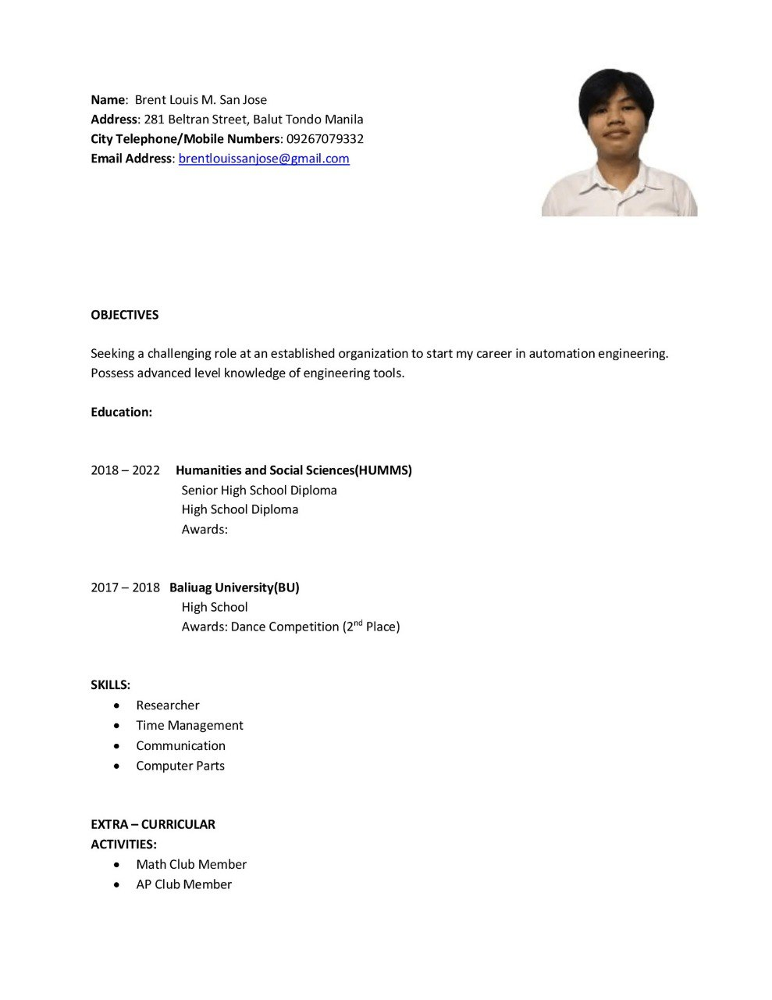 Name:  Brent Louis M. San Jose
Address: 281 Beltran Street, Balut Tondo Manila
City Telephone/Mobile Numbers: 09267079332
Email Address: brentlouissanjose@gmail.com
OBJECTIVES
Seeking a challenging role at an established organization to start my career in automation engineering.
Possess advanced level knowledge of engineering tools.
Education:
2018 – 2022 Humanities and Social Sciences(HUMMS)
Senior High School Diploma
High School Diploma
Awards:
2017 – 2018 Baliuag University(BU)
High School
Awards: Dance Competition (2nd Place)
SKILLS:
• Researcher
• Time Management
• Communication
• Computer Parts
EXTRA – CURRICULAR
ACTIVITIES:
• Math Club Member
• AP Club Member